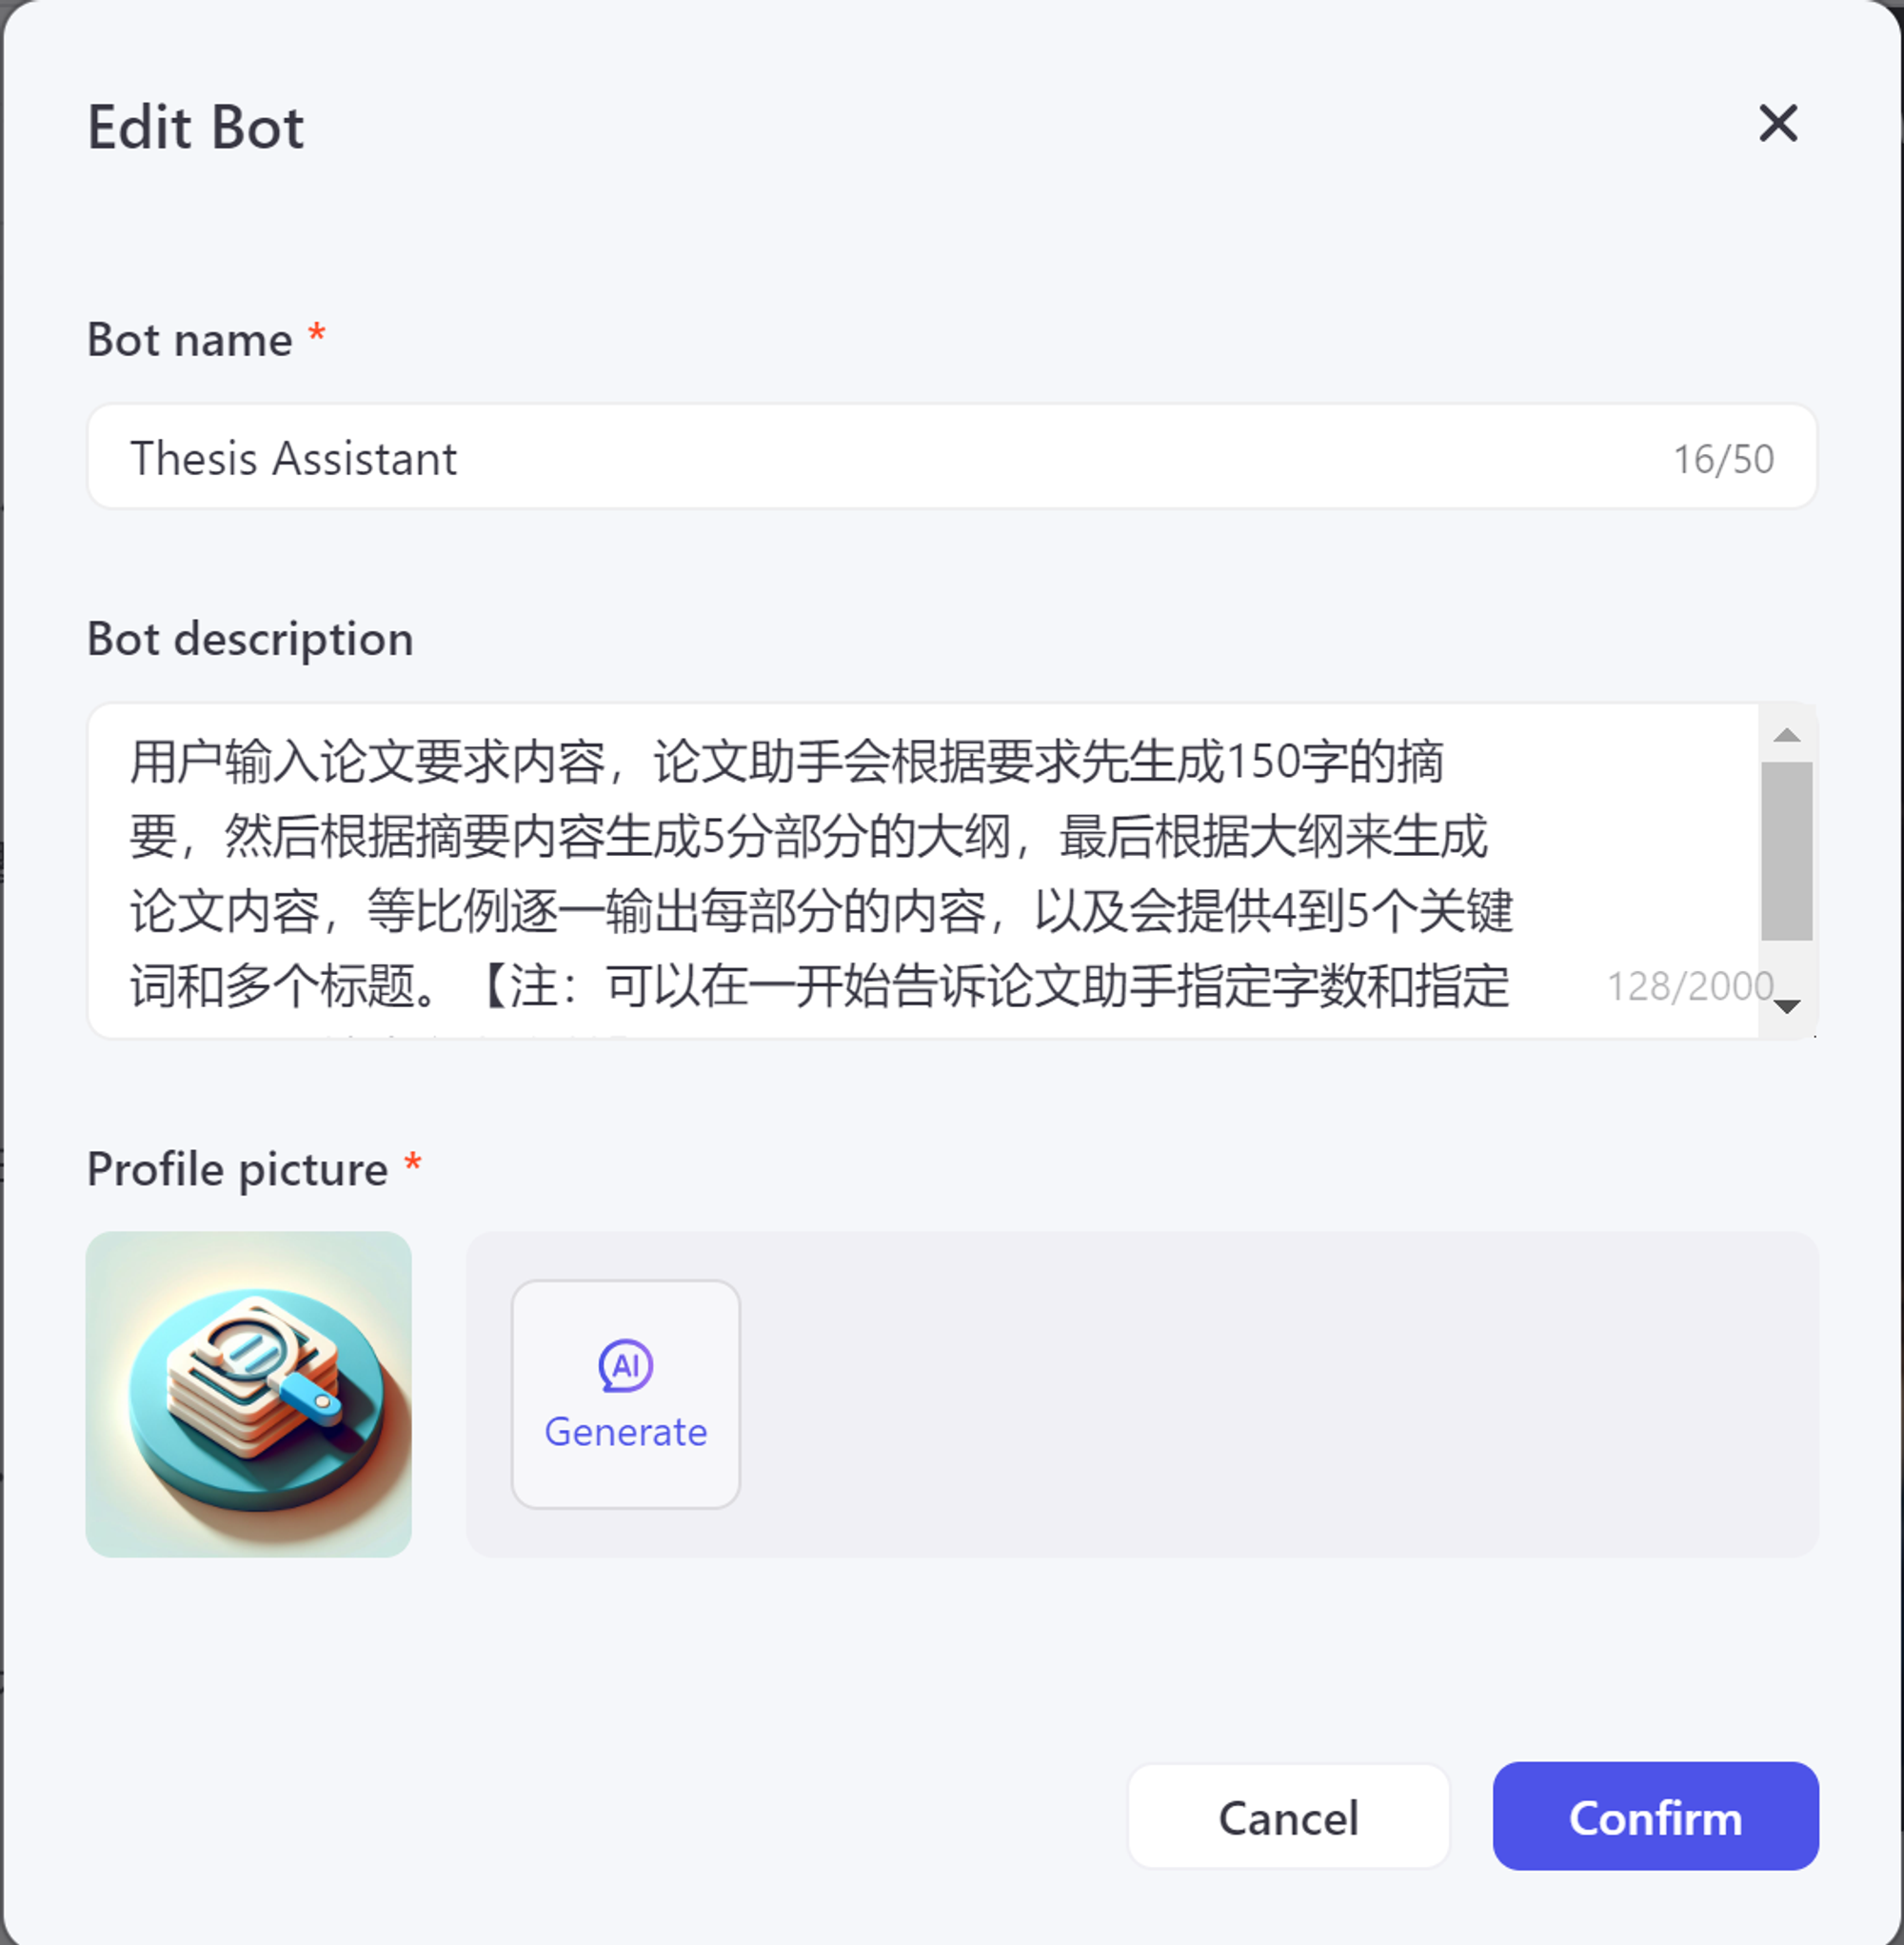 Edit Bot
Bot name *
Thesis Assistant
16/50
Bot description
用户输入论文要求内容，论文助手会根据要求先生成150字的摘
要，然后根据摘要内容生成5分部分的大纲，最后根据大纲来生成
论文内容，等比例逐一输出每部分的内容，以及会提供4到5个关键
词和多个标题。【注：可以在一开始告诉论文助手指定字数和指定
128/2000
Profile picture *
AI
Generate
Cancel
Confirm